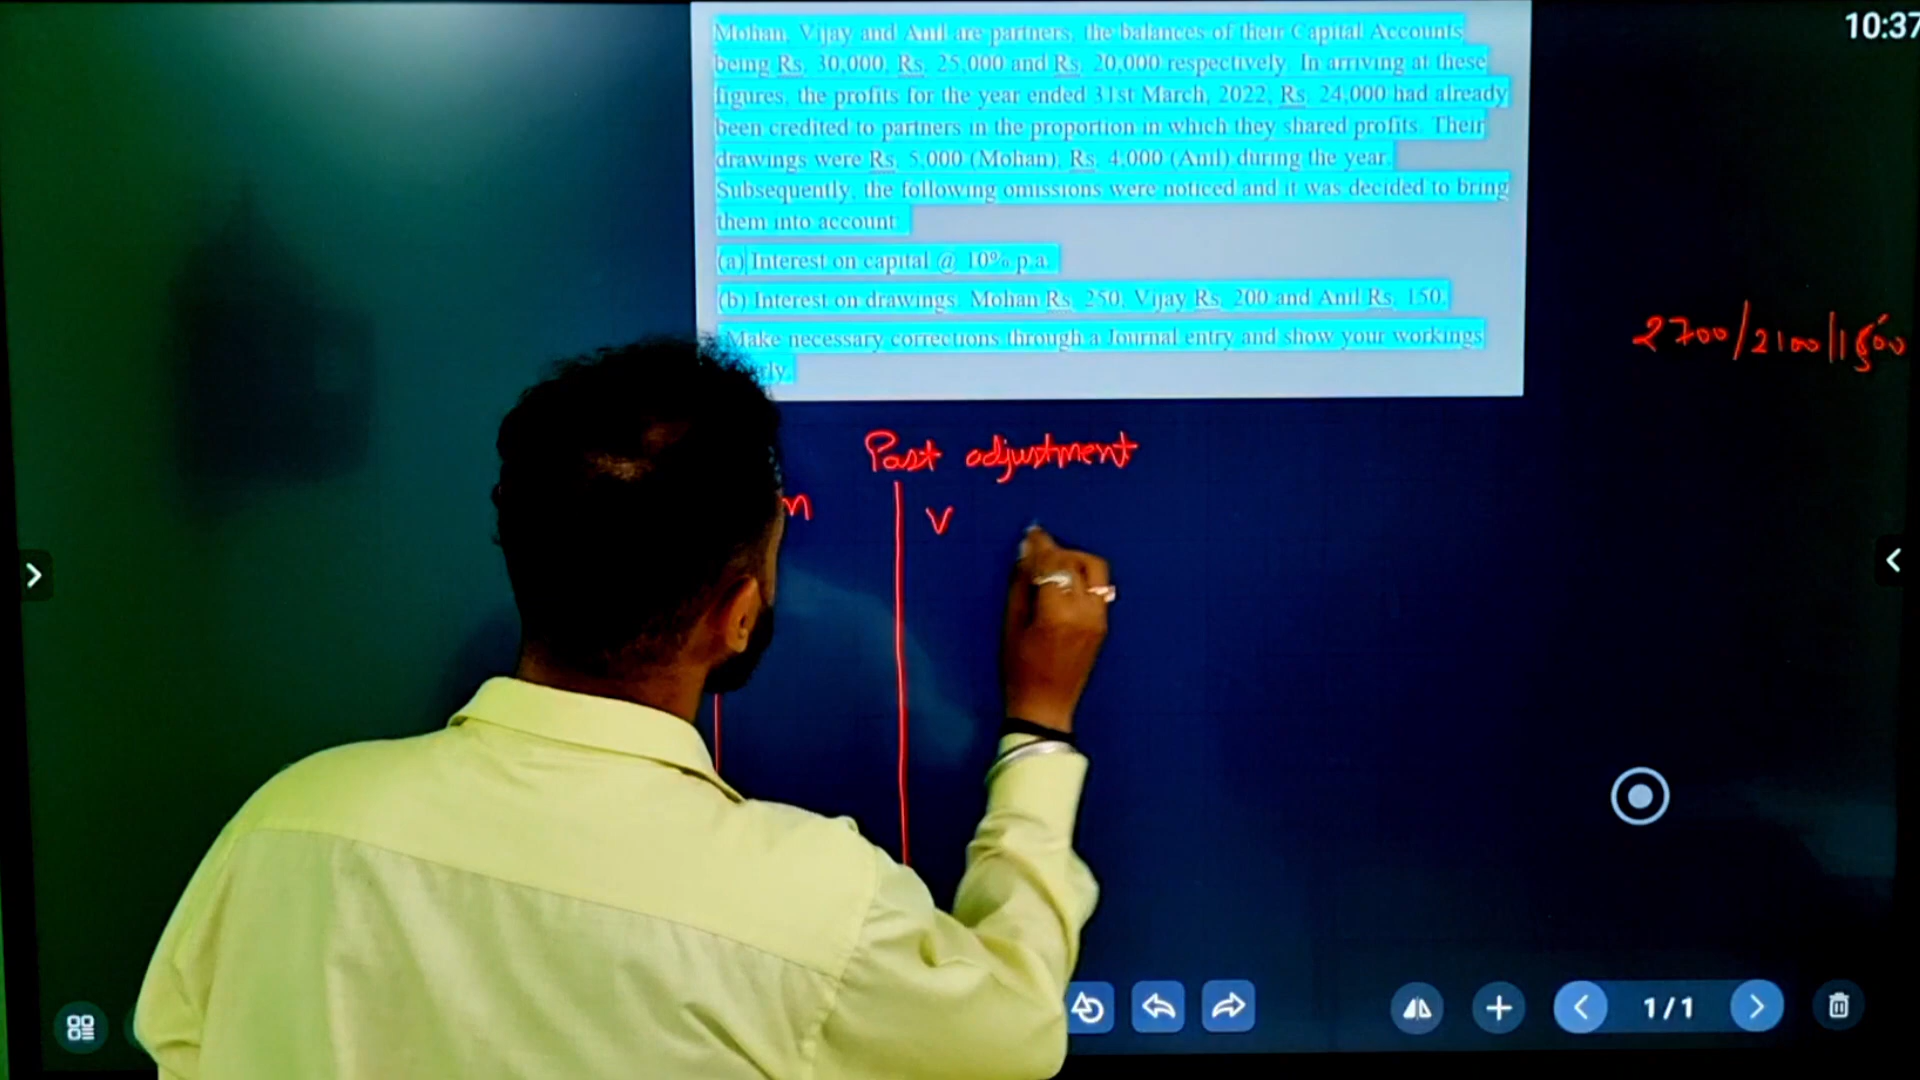 10:37
Mohan, Vijay and Anil are partners, the balances of their Capital Accounts
being Rs. 30,000, Rs. 25,000 and Rs. 20,000 respectively. In arriving at these
figures, the profits for the year ended 31st March, 2022, Rs. 24,000 had already
been credited to partners in the proportion in which they shared profits. Their
drawings were Rs. 5,000 (Mohan), Rs. 4,000 (Anil) during the year.
Subsequently, the following omissions were noticed and it was decided to bring
them into account
(a) Interest on capital @ 10% p.a.
(b) Interest on drawings: Mohan Rs. 250, Vijay Rs. 200 and Anil Rs. 150.
Make necessary corrections through a Journal entry and show your workings
2700/2100/
Past adjustment
m V
1/1